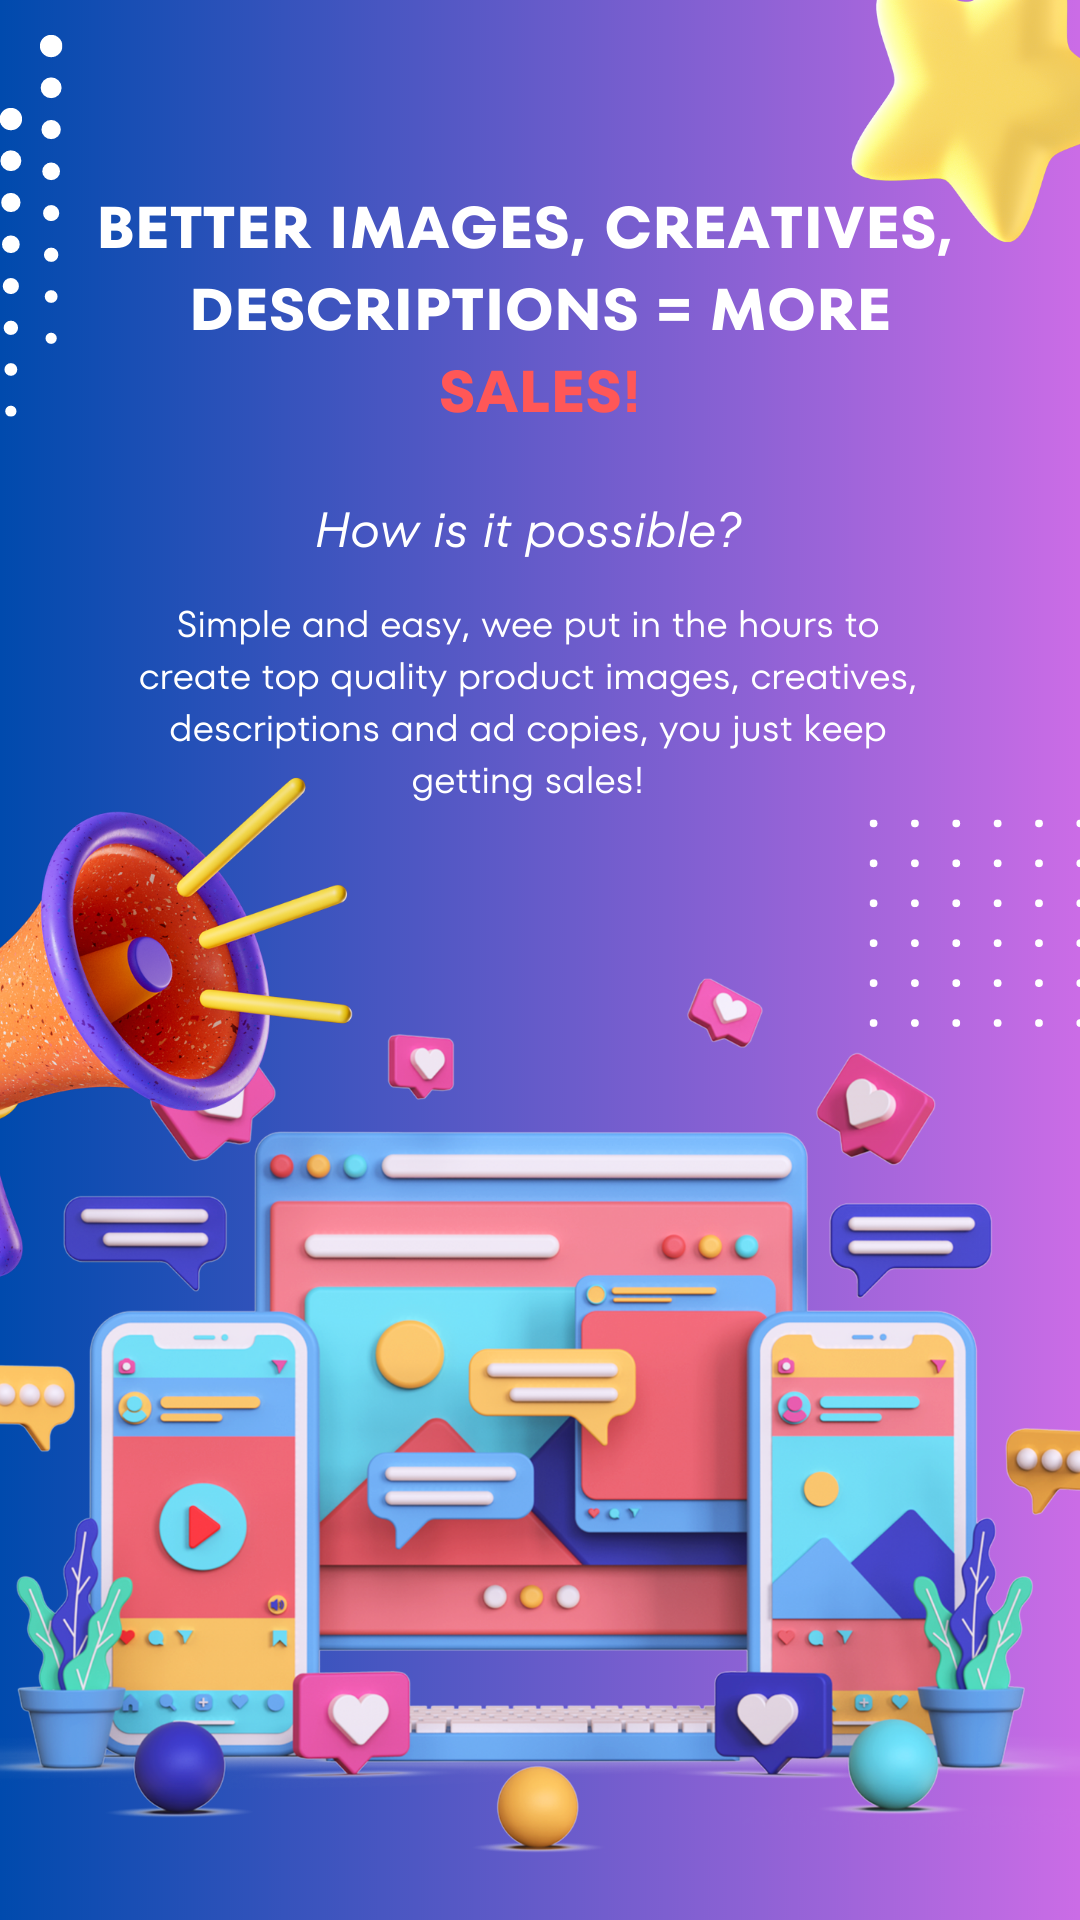 BETTER IMAGES, CREATIVES,
DESCRIPTIONS = MORE
SALES!
How is it possible?
Simple and easy, wee put in the hours to
create top quality product images, creatives,
descriptions and ad copies, you just keep
getting sales!